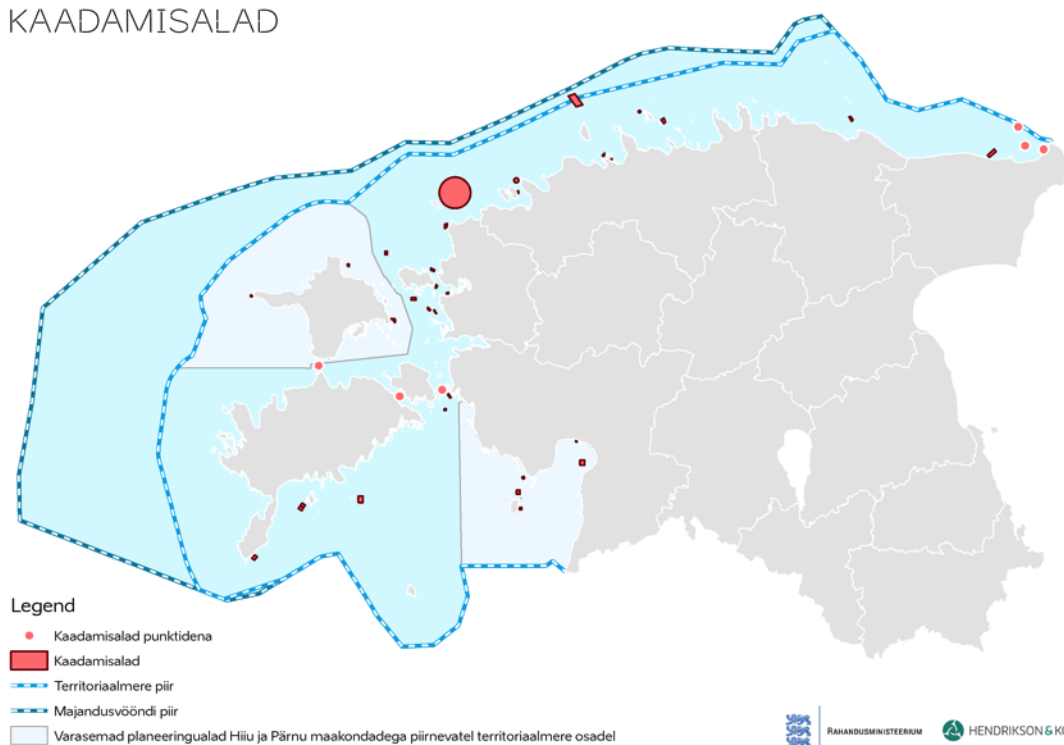 KAADAMISALAD
Legend
Kaadamisalad punktidena
Kaadamisalad
Territoriaalmere piir
Majandusvööndi piir
Varasemad planeeringualad Hiiu ja Pärnu maakondadega piirnevatel territoriaalmere osadel
RAHANDUSMINISTEERIUM
HENDRIKSON & KO